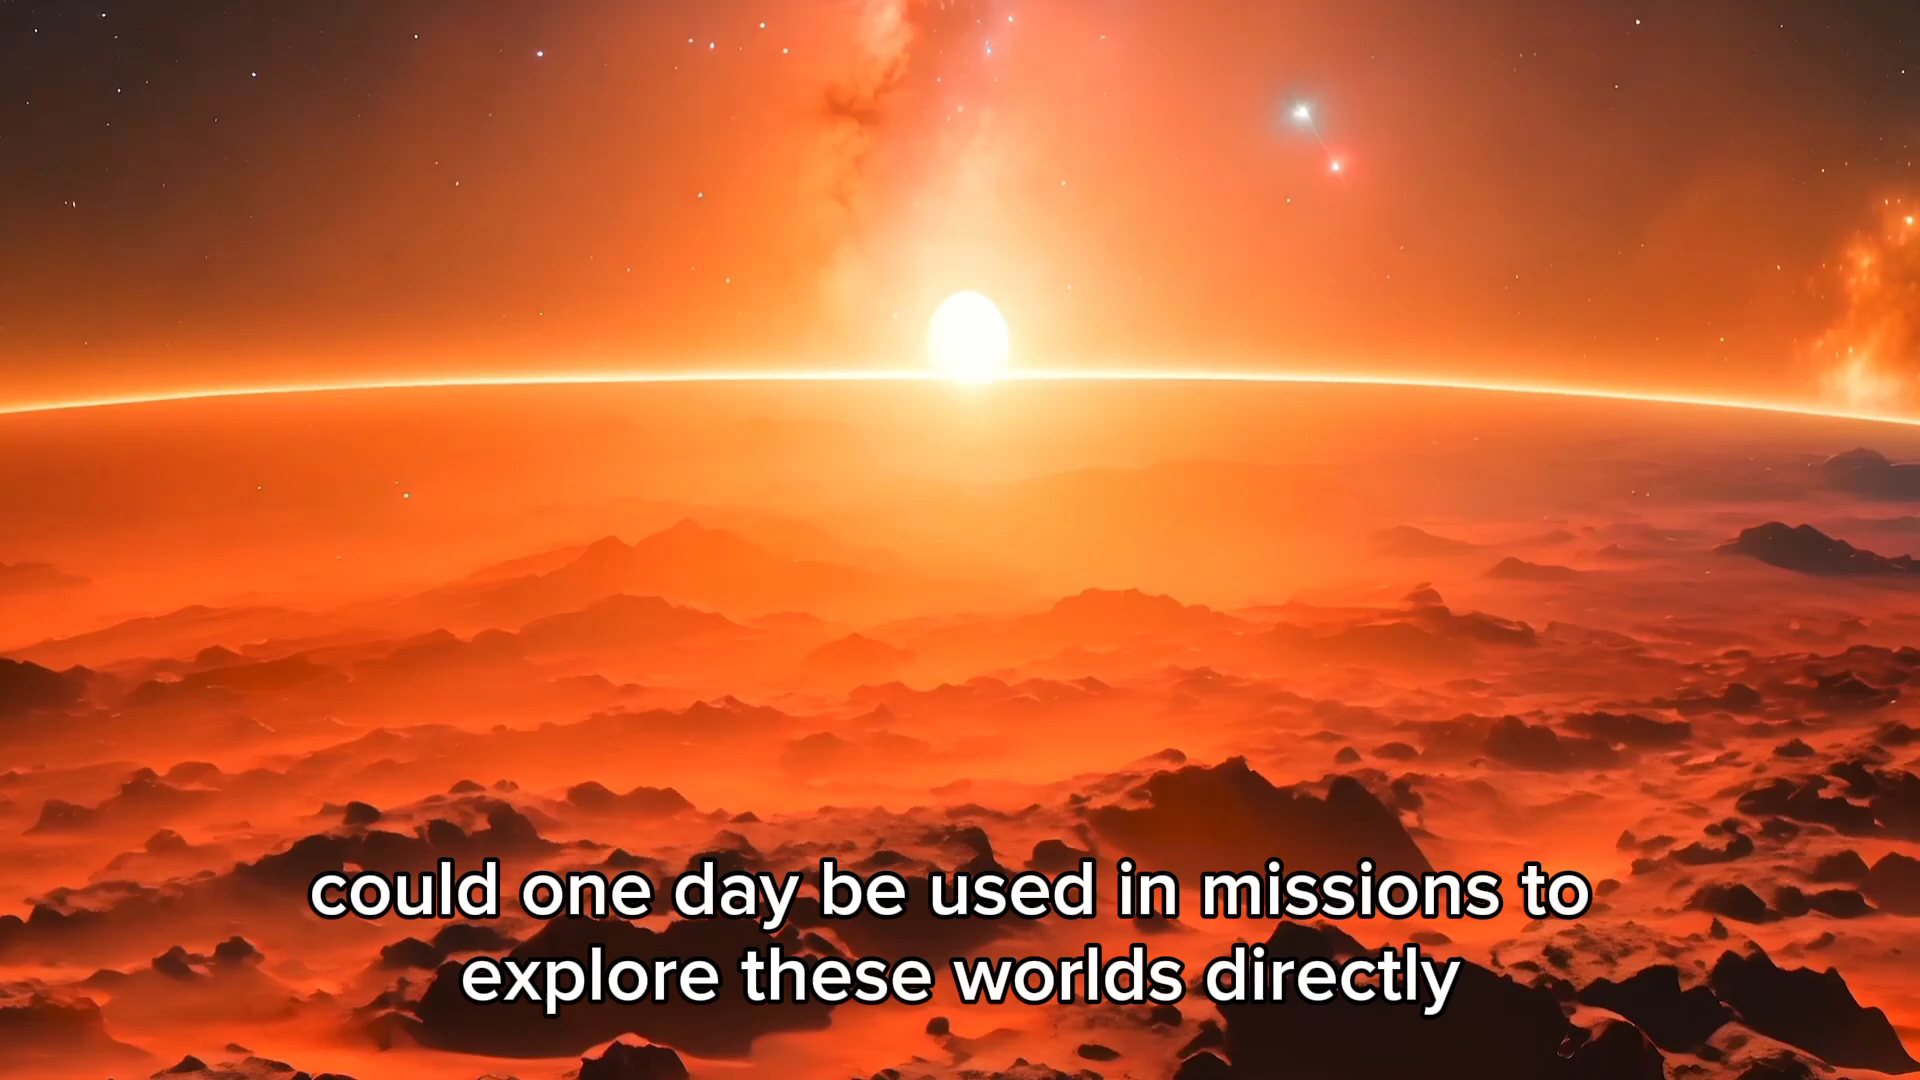 could one day be used in missions to
explore these worlds directly